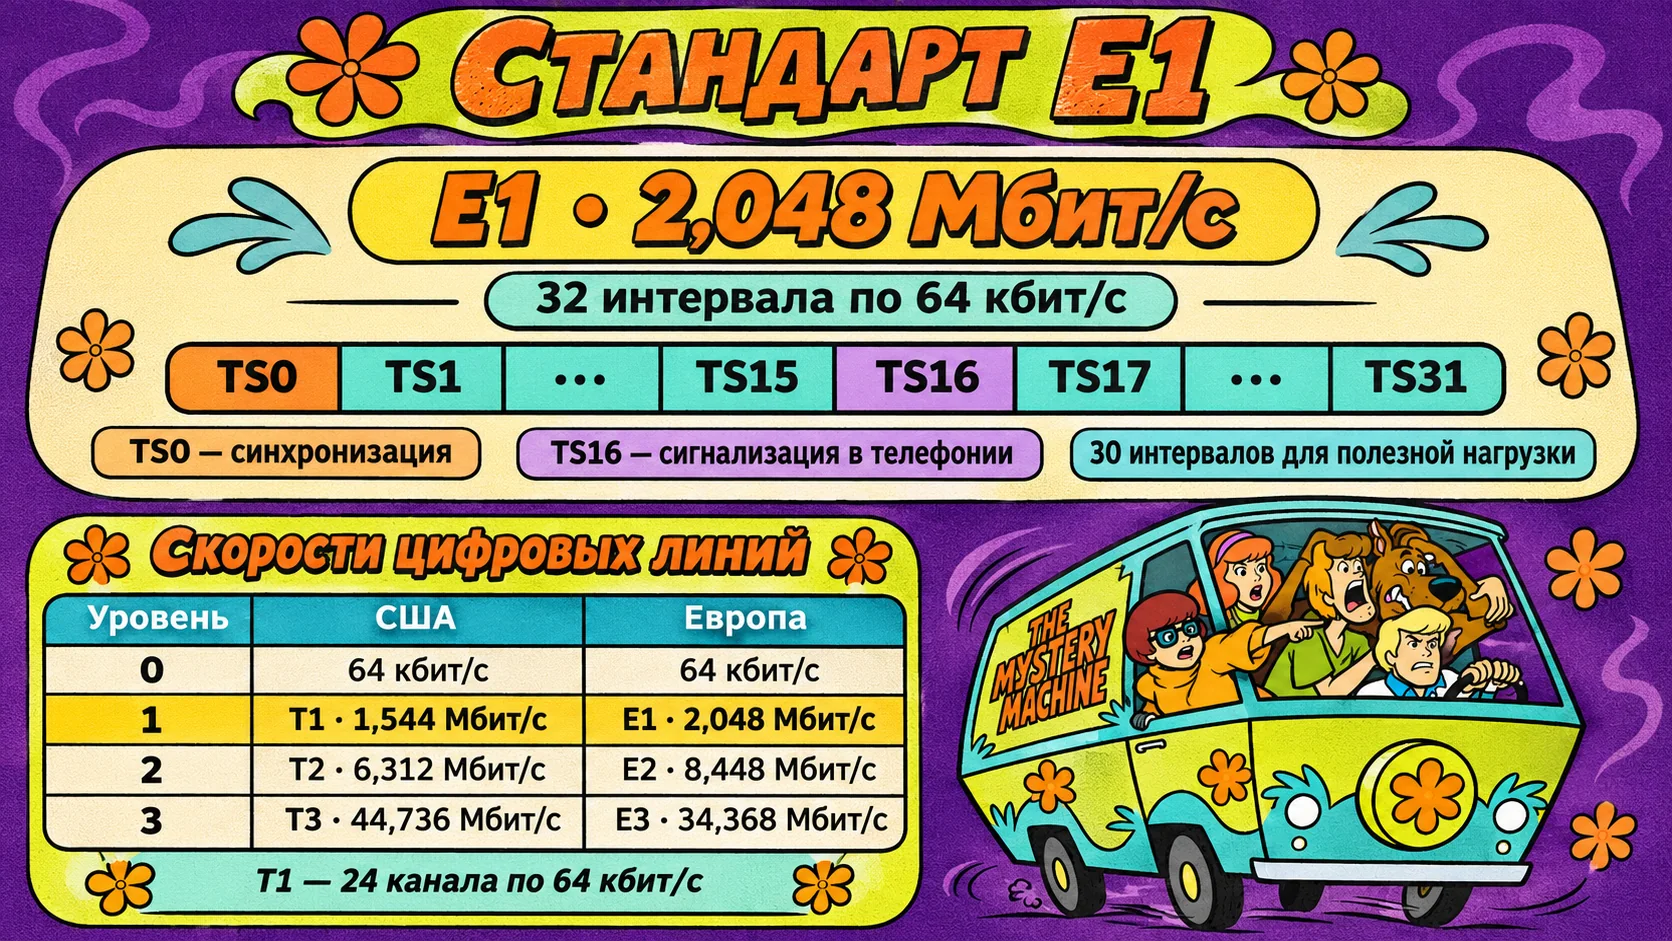 Стандарт E1
E1 • 2,048 Мбит/с
32 интервала по 64 кбит/с
TS0 TS1 ... TS15 TS16 TS17 ... TS31
TS0 — синхронизация
TS16 — сигнализация в телефонии
30 интервалов для полезной нагрузки
Скорости цифровых линий
Уровень США Европа
0 64 кбит/с 64 кбит/с
1 T1 · 1,544 Мбит/с E1 · 2,048 Мбит/с
2 T2 · 6,312 Мбит/с E2 · 8,448 Мбит/с
3 T3 · 44,736 Мбит/с E3 · 34,368 Мбит/с
T1 — 24 канала по 64 кбит/с
THE
MYSTERY
MACHINE